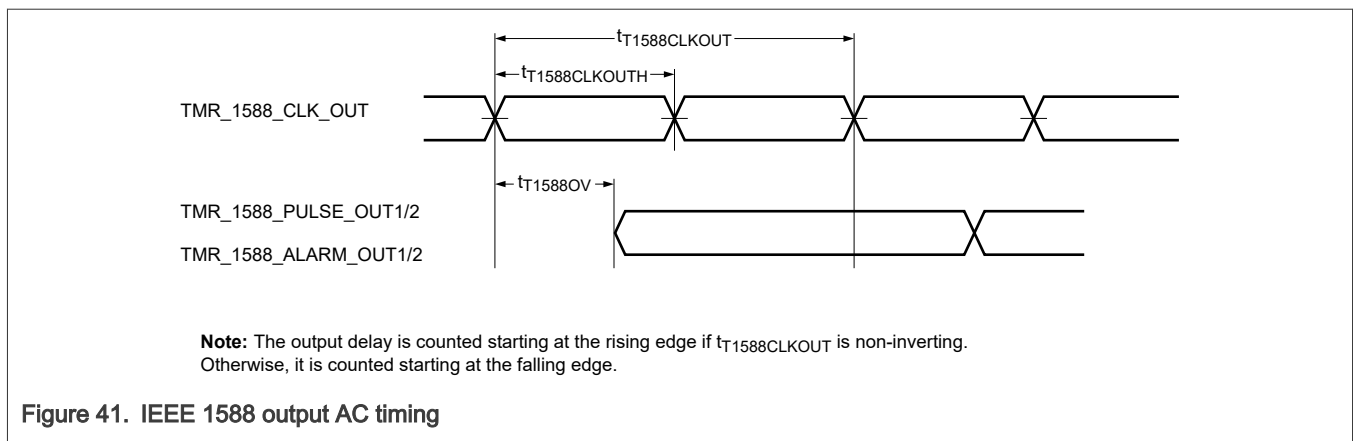 tT1588CLKOUT
tT1588CLKOUTH
TMR_1588_CLK_OUT
tT1588OV
TMR_1588_PULSE_OUT1/2
TMR_1588_ALARM_OUT1/2
Note: The output delay is counted starting at the rising edge if tT1588CLKOUT is non-inverting.
Otherwise, it is counted starting at the falling edge.
Figure 41. IEEE 1588 output AC timing